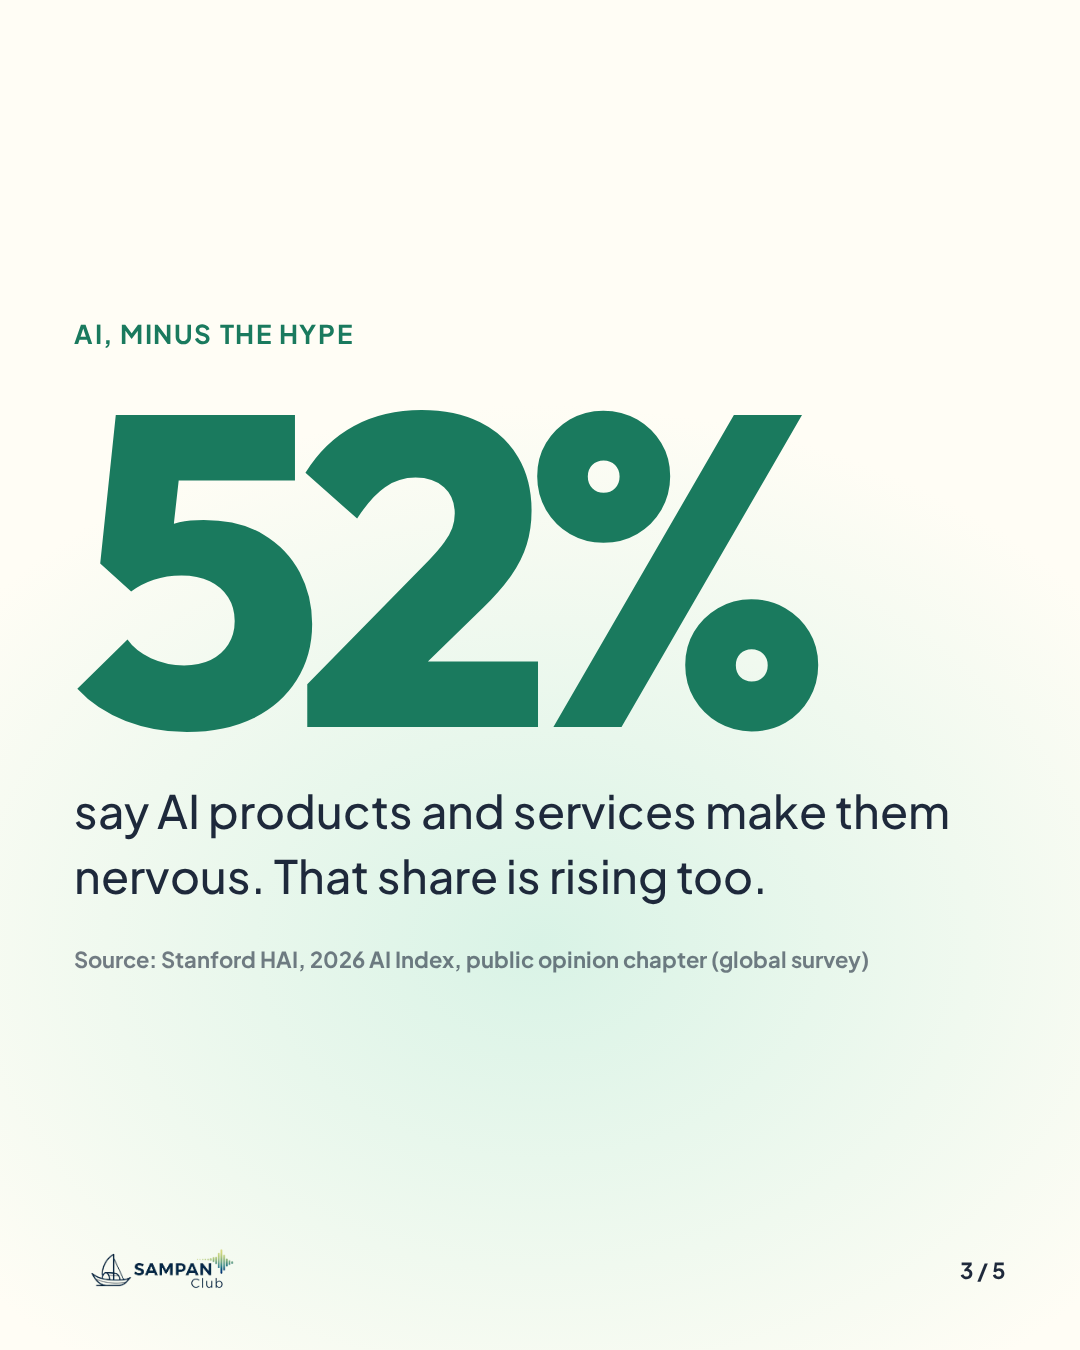 AI, MINUS THE HYPE
52%
say AI products and services make them
nervous. That share is rising too.
Source: Stanford HAI, 2026 AI Index, public opinion chapter (global survey)
SAMPAN
Club
3 / 5